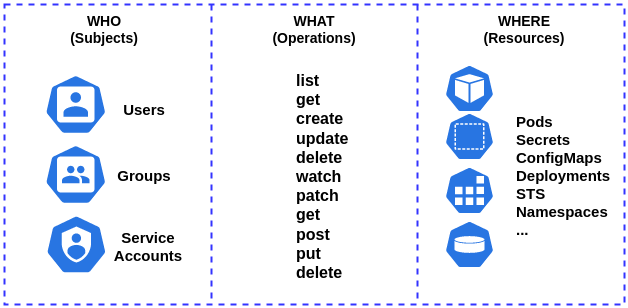 WHO
(Subjects)
Users
Groups
Service
Accounts
WHAT
(Operations)
list
get
create
update
delete
watch
patch
get
post
put
delete
WHERE
(Resources)
Pods
Secrets
ConfigMaps
Deployments
STS
Namespaces
...